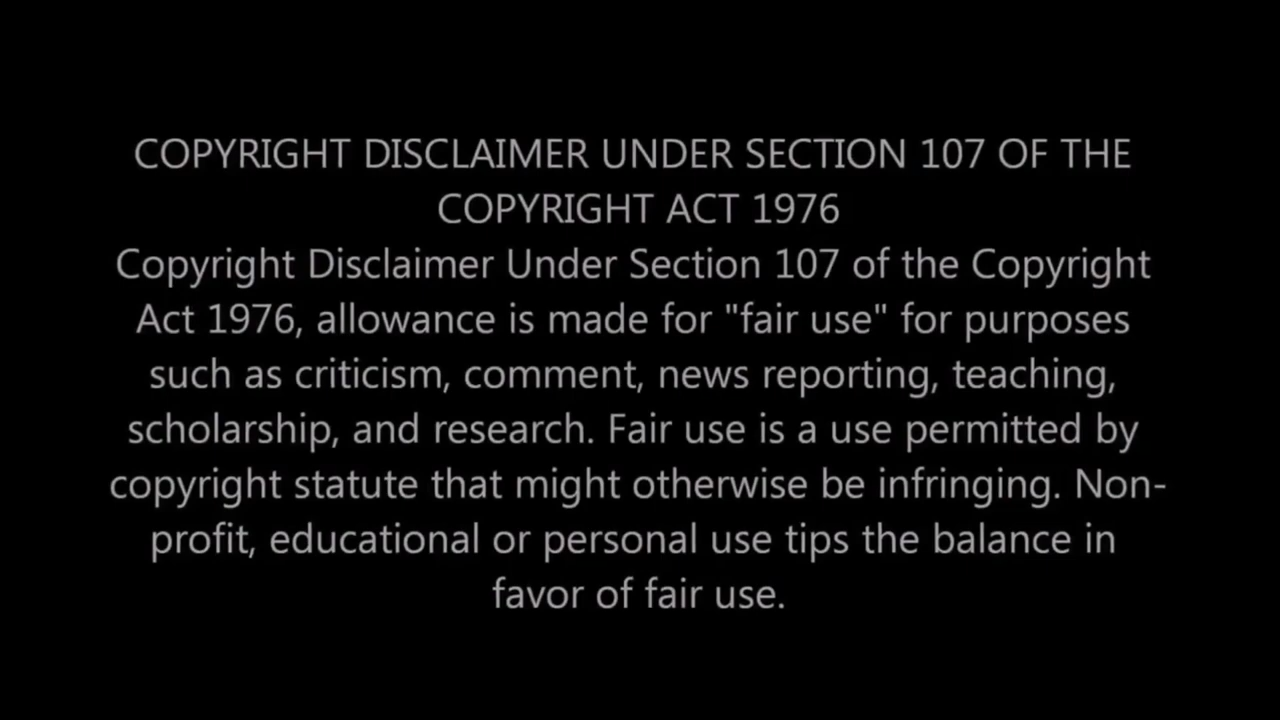 COPYRIGHT DISCLAIMER UNDER SECTION 107 OF THE
COPYRIGHT ACT 1976
Copyright Disclaimer Under Section 107 of the Copyright
Act 1976, allowance is made for "fair use" for purposes
such as criticism, comment, news reporting, teaching,
scholarship, and research. Fair use is a use permitted by
copyright statute that might otherwise be infringing. Non-
profit, educational or personal use tips the balance in
favor of fair use.